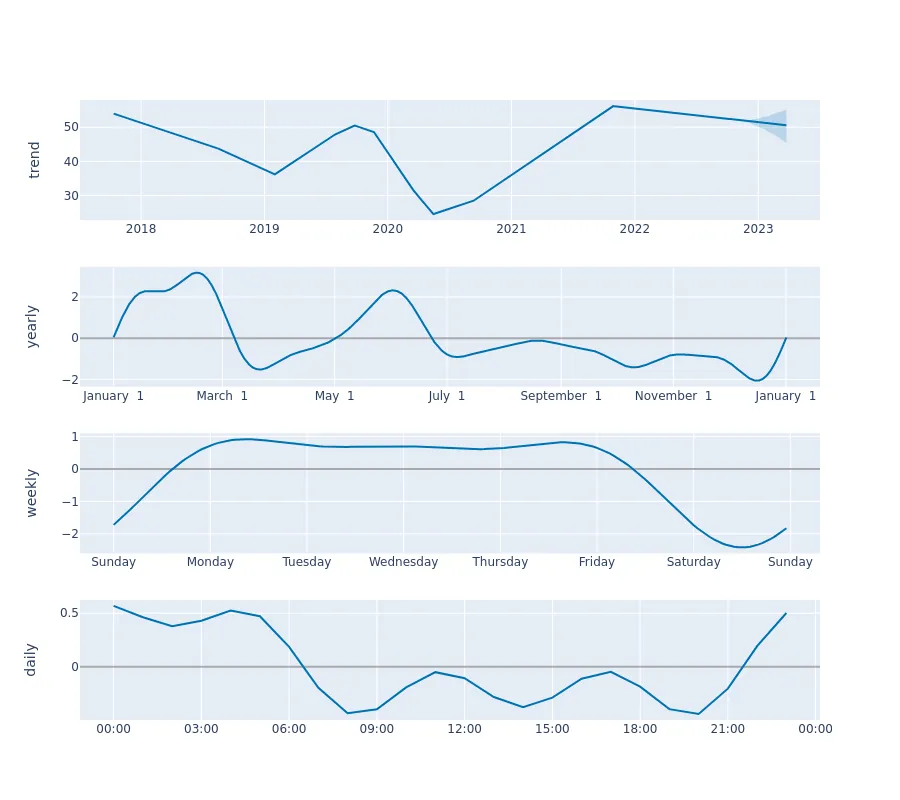 trend
50
40
30
2018 2019 2020 2021 2022 2023
yearly
2
0
−2
January 1 March 1 May 1 July 1 September 1 November 1 January 1
weekly
1
0
−1
−2
Sunday Monday Tuesday Wednesday Thursday Friday Saturday Sunday
daily
0.5
0
00:00 03:00 06:00 09:00 12:00 15:00 18:00 21:00 00:00